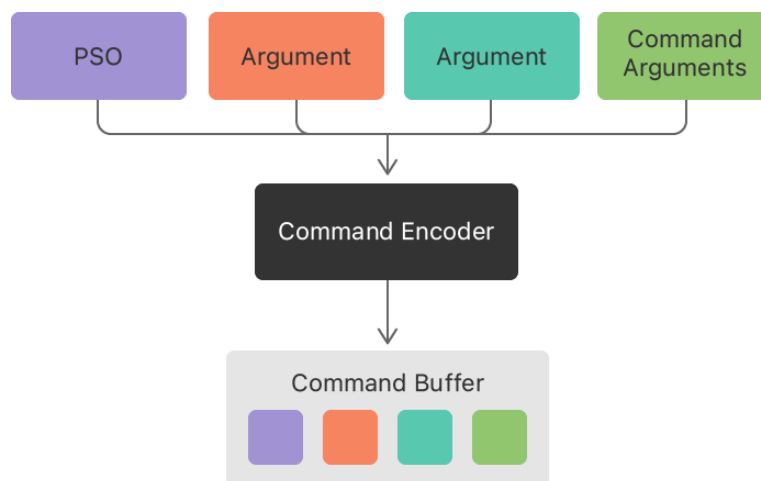 PSO
Argument
Argument
Command
Arguments
Command Encoder
Command Buffer